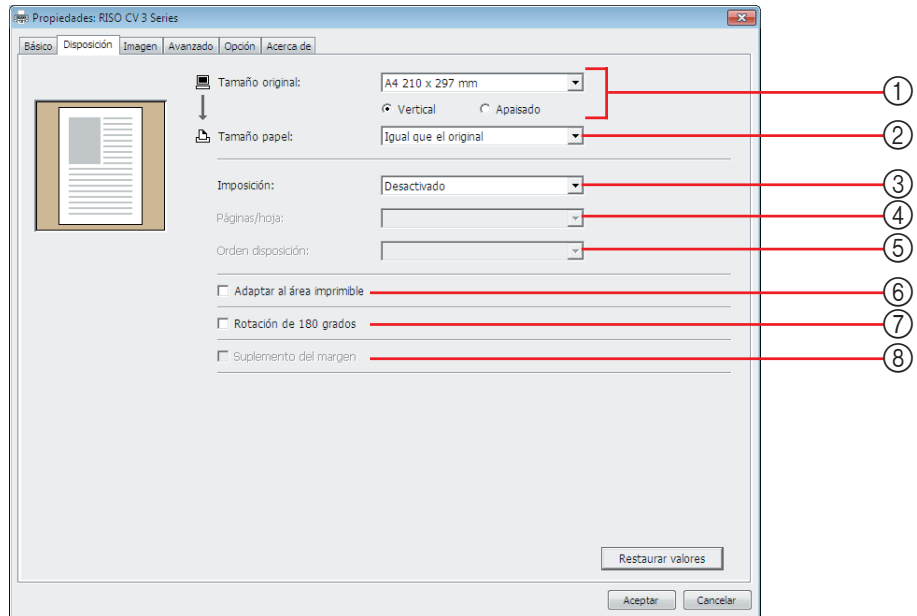 Propiedades: RISO CV 3 Series
Básico Disposición Imagen Avanzado Opción Acerca de
Tamaño original: A4 210 x 297 mm ①
Vertical Apaisado
Tamaño papel: Igual que el original ②
Imposición: Desactivado ③
Páginas/hoja: ④
Orden disposición: ⑤
Adaptar al área imprimible ⑥
Rotación de 180 grados ⑦
Suplemento del margen ⑧
Restaurar valores
Aceptar Cancelar